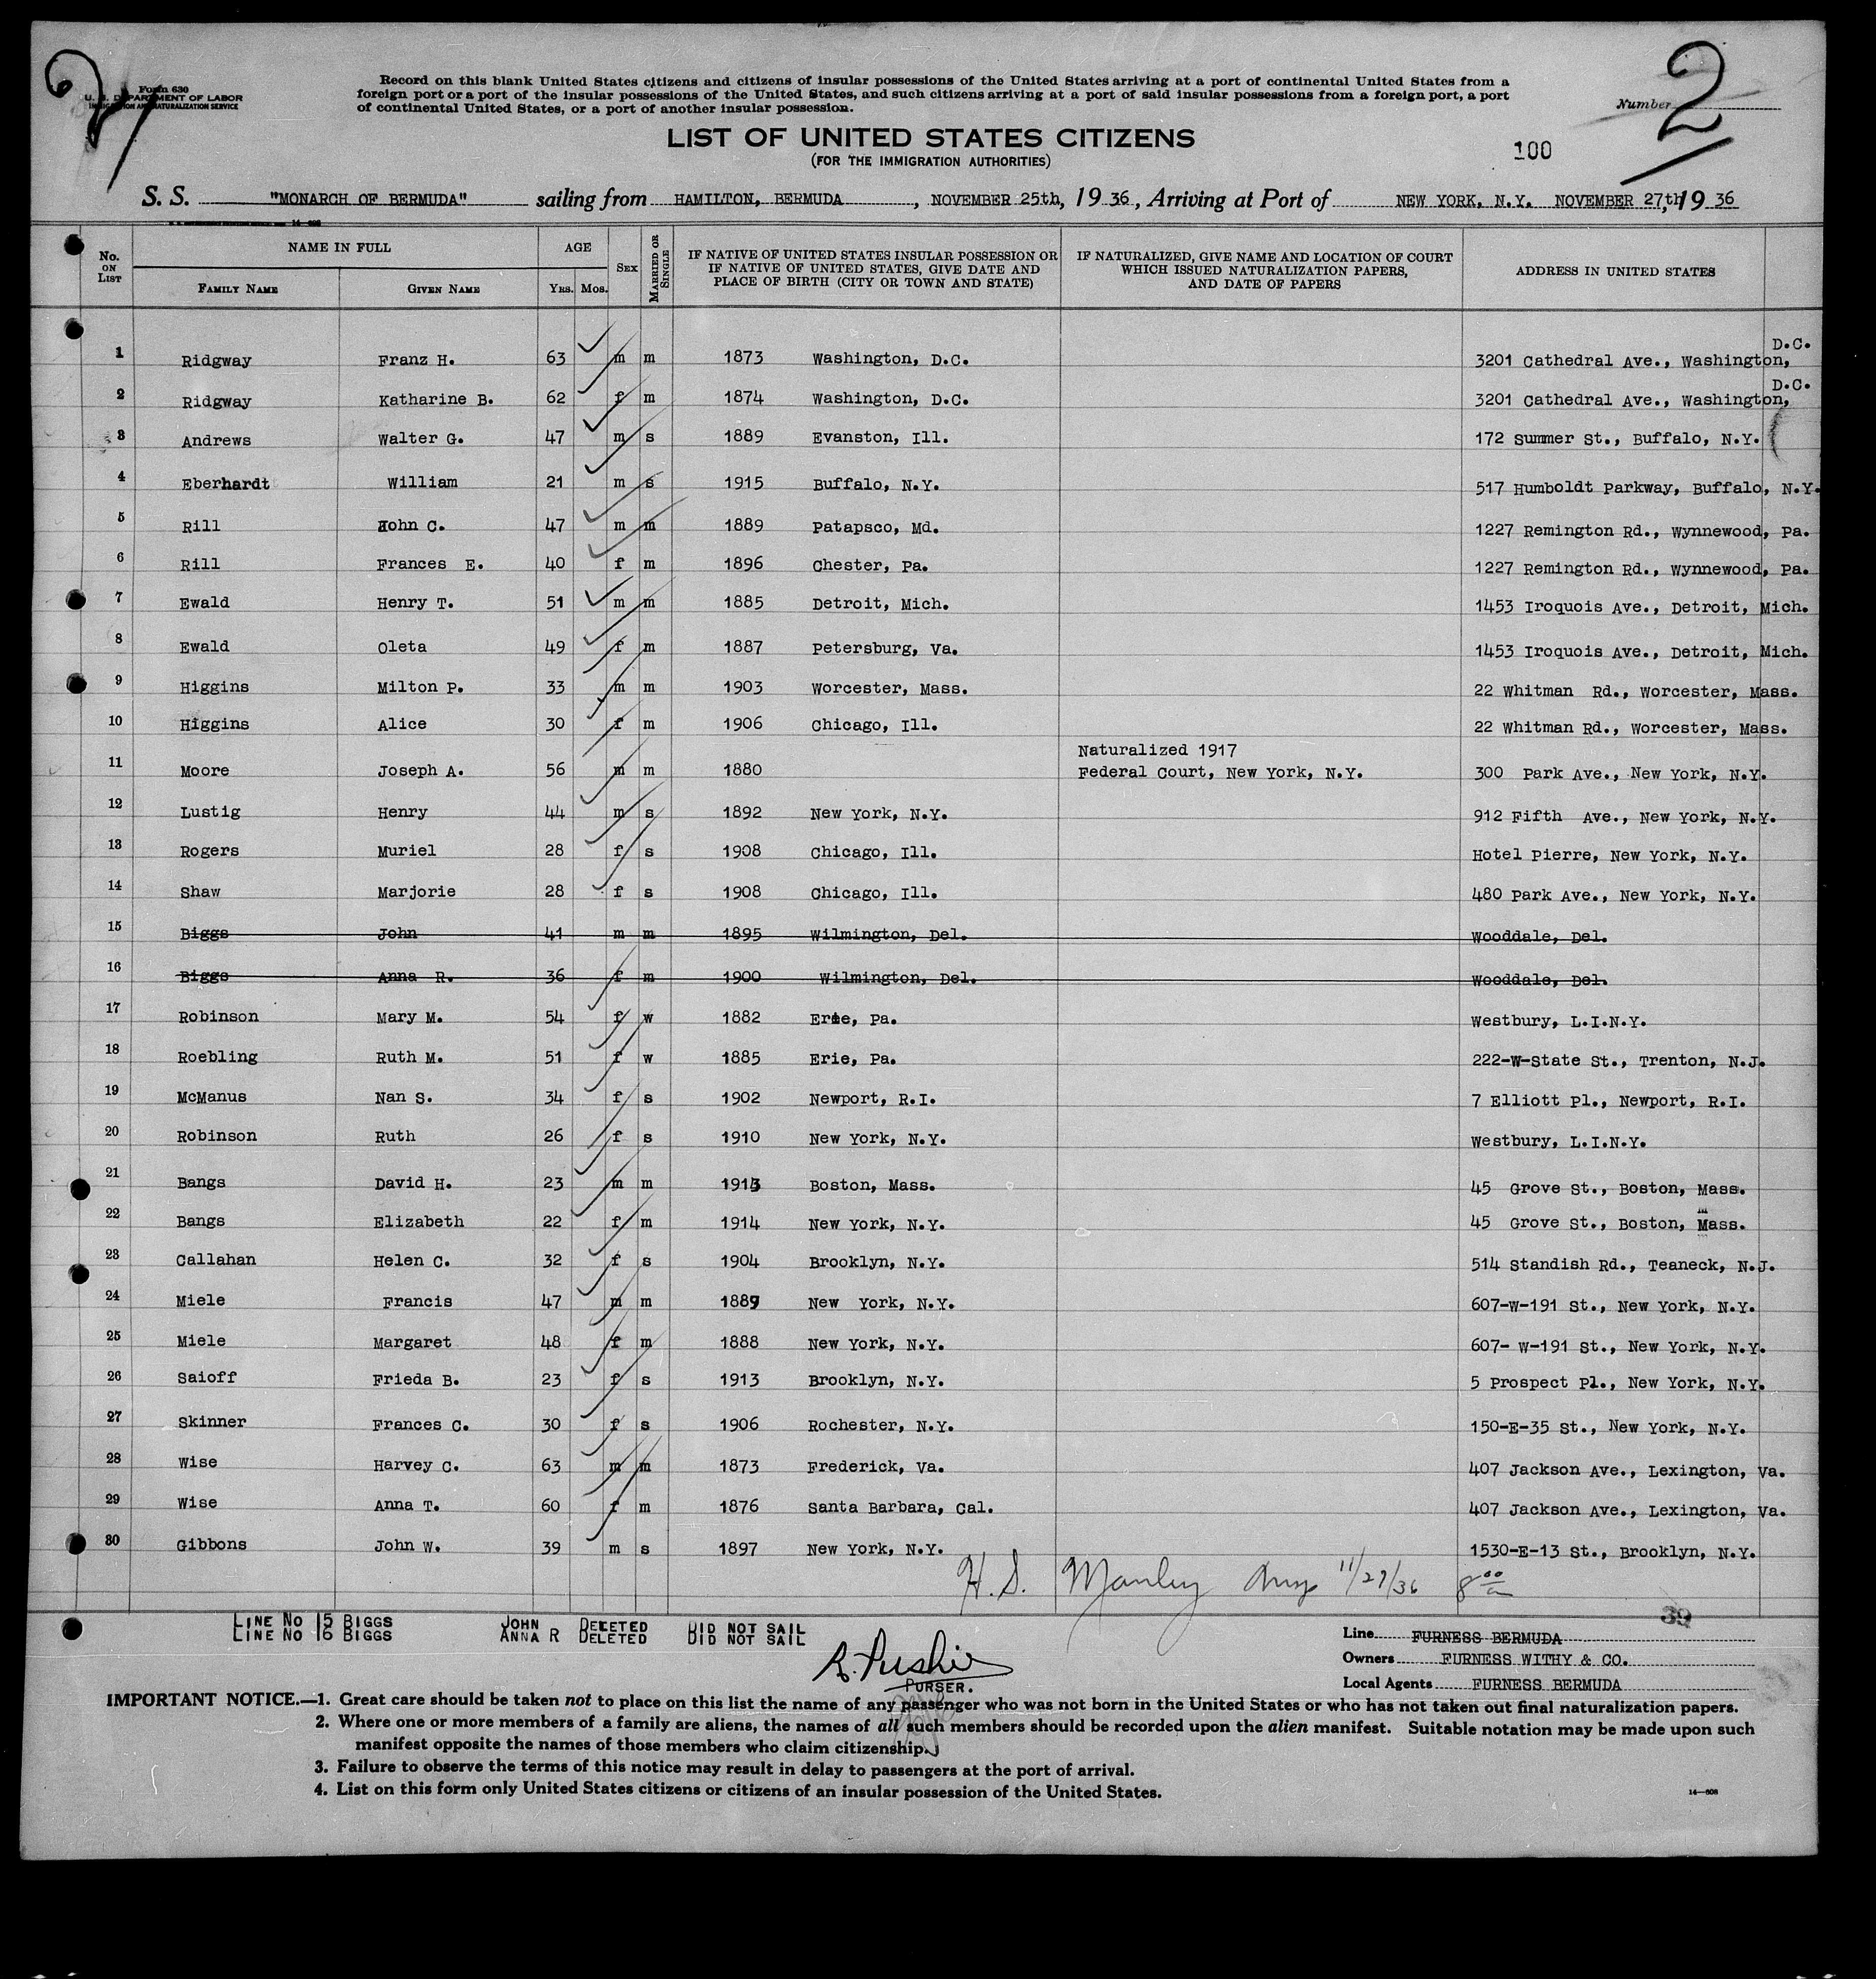 2
Form 630
U. S. DEPARTMENT OF LABOR
IMMIGRATION AND NATURALIZATION SERVICE
Record on this blank United States citizens and citizens of insular possessions of the United States arriving at a port of continental United States from a
foreign port or a port of the insular possessions of the United States, and such citizens arriving at a port of said insular possessions from a foreign port, a port
of continental United States, or a port of another insular possession.
Number 2
LIST OF UNITED STATES CITIZENS
(FOR THE IMMIGRATION AUTHORITIES)
100
S. S. "MONARCH OF BERMUDA" sailing from HAMILTON, BERMUDA, NOVEMBER 25th, 19 36, Arriving at Port of NEW YORK, N.Y. NOVEMBER 27th, 19 36
No. ON LIST NAME IN FULL FAMILY NAME GIVEN NAME AGE YRS. MOS. SEX MARRIED OR SINGLE IF NATIVE OF UNITED STATES INSULAR POSSESSION OR IF NATIVE OF UNITED STATES, GIVE DATE AND PLACE OF BIRTH (CITY OR TOWN AND STATE) IF NATURALIZED, GIVE NAME AND LOCATION OF COURT WHICH ISSUED NATURALIZATION PAPERS, AND DATE OF PAPERS ADDRESS IN UNITED STATES
1 Ridgway Franz H. 63 m m 1873 Washington, D.C. 3201 Cathedral Ave., Washington, D.C.
2 Ridgway Katharine B. 62 f m 1874 Washington, D.C. 3201 Cathedral Ave., Washington, D.C.
3 Andrews Walter G. 47 m s 1889 Evanston, Ill. 172 Summer St., Buffalo, N.Y.
4 Eberhardt William 21 m s 1915 Buffalo, N.Y. 517 Humboldt Parkway, Buffalo, N.Y.
5 Rill John C. 47 m m 1889 Patapsco, Md. 1227 Remington Rd., Wynnewood, Pa.
6 Rill Frances E. 40 f m 1896 Chester, Pa. 1227 Remington Rd., Wynnewood, Pa.
7 Ewald Henry T. 51 m m 1885 Detroit, Mich. 1453 Iroquois Ave., Detroit, Mich.
8 Ewald Oleta 49 f m 1887 Petersburg, Va. 1453 Iroquois Ave., Detroit, Mich.
9 Higgins Milton P. 33 m m 1903 Worcester, Mass. 22 Whitman Rd., Worcester, Mass.
10 Higgins Alice 30 f m 1906 Chicago, Ill. 22 Whitman Rd., Worcester, Mass.
Naturalized 1917
11 Moore Joseph A. 56 m m 1880 Federal Court, New York, N.Y. 300 Park Ave., New York, N.Y.
12 Lustig Henry 44 m s 1892 New York, N.Y. 912 Fifth Ave., New York, N.Y.
13 Rogers Muriel 28 f s 1908 Chicago, Ill. Hotel Pierre, New York, N.Y.
14 Shaw Marjorie 28 f s 1908 Chicago, Ill. 480 Park Ave., New York, N.Y.
15 Biggs John 41 m m 1895 Wilmington, Del. Wooddale, Del.
16 Biggs Anna R. 36 f m 1900 Wilmington, Del. Wooddale, Del.
17 Robinson Mary M. 54 f w 1882 Erie, Pa. Westbury, L.I.N.Y.
18 Roebling Ruth M. 51 f w 1885 Erie, Pa. 222-W-State St., Trenton, N.J.
19 McManus Nan S. 34 f s 1902 Newport, R.I. 7 Elliott Pl., Newport, R.I.
20 Robinson Ruth 26 f s 1910 New York, N.Y. Westbury, L.I.N.Y.
21 Bangs David H. 23 m m 1913 Boston, Mass. 45 Grove St., Boston, Mass.
22 Bangs Elizabeth 22 f m 1914 New York, N.Y. 45 Grove St., Boston, Mass.
23 Callahan Helen C. 32 f s 1904 Brooklyn, N.Y. 514 Standish Rd., Teaneck, N.J.
24 Miele Francis 47 m m 1889 New York, N.Y. 607-W-191 St., New York, N.Y.
25 Miele Margaret 48 f m 1888 New York, N.Y. 607- W-191 St., New York, N.Y.
26 Saioff Frieda B. 23 f s 1913 Brooklyn, N.Y. 5 Prospect Pl., New York, N.Y.
27 Skinner Frances C. 30 f s 1906 Rochester, N.Y. 150-E-35 St., New York, N.Y.
28 Wise Harvey C. 63 m m 1873 Frederick, Va. 407 Jackson Ave., Lexington, Va.
29 Wise Anna T. 60 f m 1876 Santa Barbara, Cal. 407 Jackson Ave., Lexington, Va.
30 Gibbons John W. 39 m s 1897 New York, N.Y. 1530-E-13 St., Brooklyn, N.Y.
H. S. Manley 11/27/36 8 00
LINE NO 15 BIGGS JOHN DELETED DID NOT SAIL
LINE NO 16 BIGGS ANNA R DELETED DID NOT SAIL
39
PURSER.
Line FURNESS BERMUDA
Owners FURNESS WITHY & CO.
Local Agents FURNESS BERMUDA
IMPORTANT NOTICE.—1. Great care should be taken not to place on this list the name of any passenger who was not born in the United States or who has not taken out final naturalization papers.
2. Where one or more members of a family are aliens, the names of all such members should be recorded upon the alien manifest. Suitable notation may be made upon such
manifest opposite the names of those members who claim citizenship.
3. Failure to observe the terms of this notice may result in delay to passengers at the port of arrival.
4. List on this form only United States citizens or citizens of an insular possession of the United States.
14—608